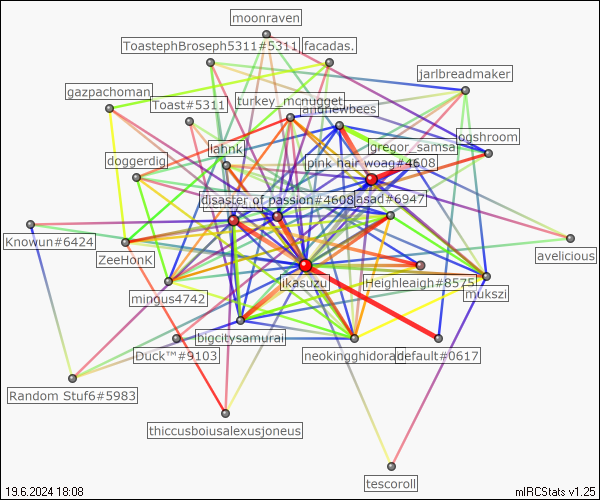 moonraven
ToastephBroseph5311#5311
facadas.
jarlbreadmaker
gazpachoman
Toast#5311
turkey_mcnugget
andnewbees
ogshroom
gregor_samsa
lahnk
doggerdig
pink hair woag#4608
disaster of passion#4608
asad#6947
Knowun#6424
ZeeHonK
avelicious
ikasuzu
Heighleaigh#8575
mukszi
mingus4742
bigcitysamurai
Duck™#9103
neokingghidorah
default#0617
Random Stuf6#5983
thiccusboiusalexusjoneus
tescoroll
19.6.2024 18:08
mIRCStats v1.25